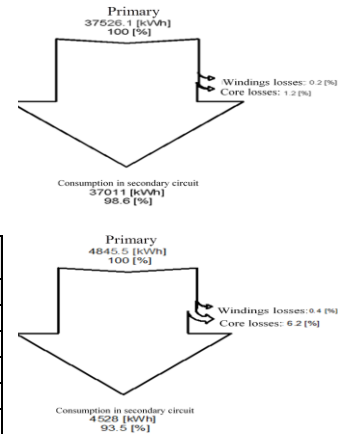 Primary
37526.1 [kWh]
100 [%]
Windings losses: 0.2 [%]
Core losses: 1.2 [%]
Consumption in secondary circuit
37011 [kWh]
98.6 [%]
Primary
4845.5 [kWh]
100 [%]
Windings losses: 0.4 [%]
Core losses: 6.2 [%]
Consumption in secondary circuit
4528 [kWh]
93.5 [%]